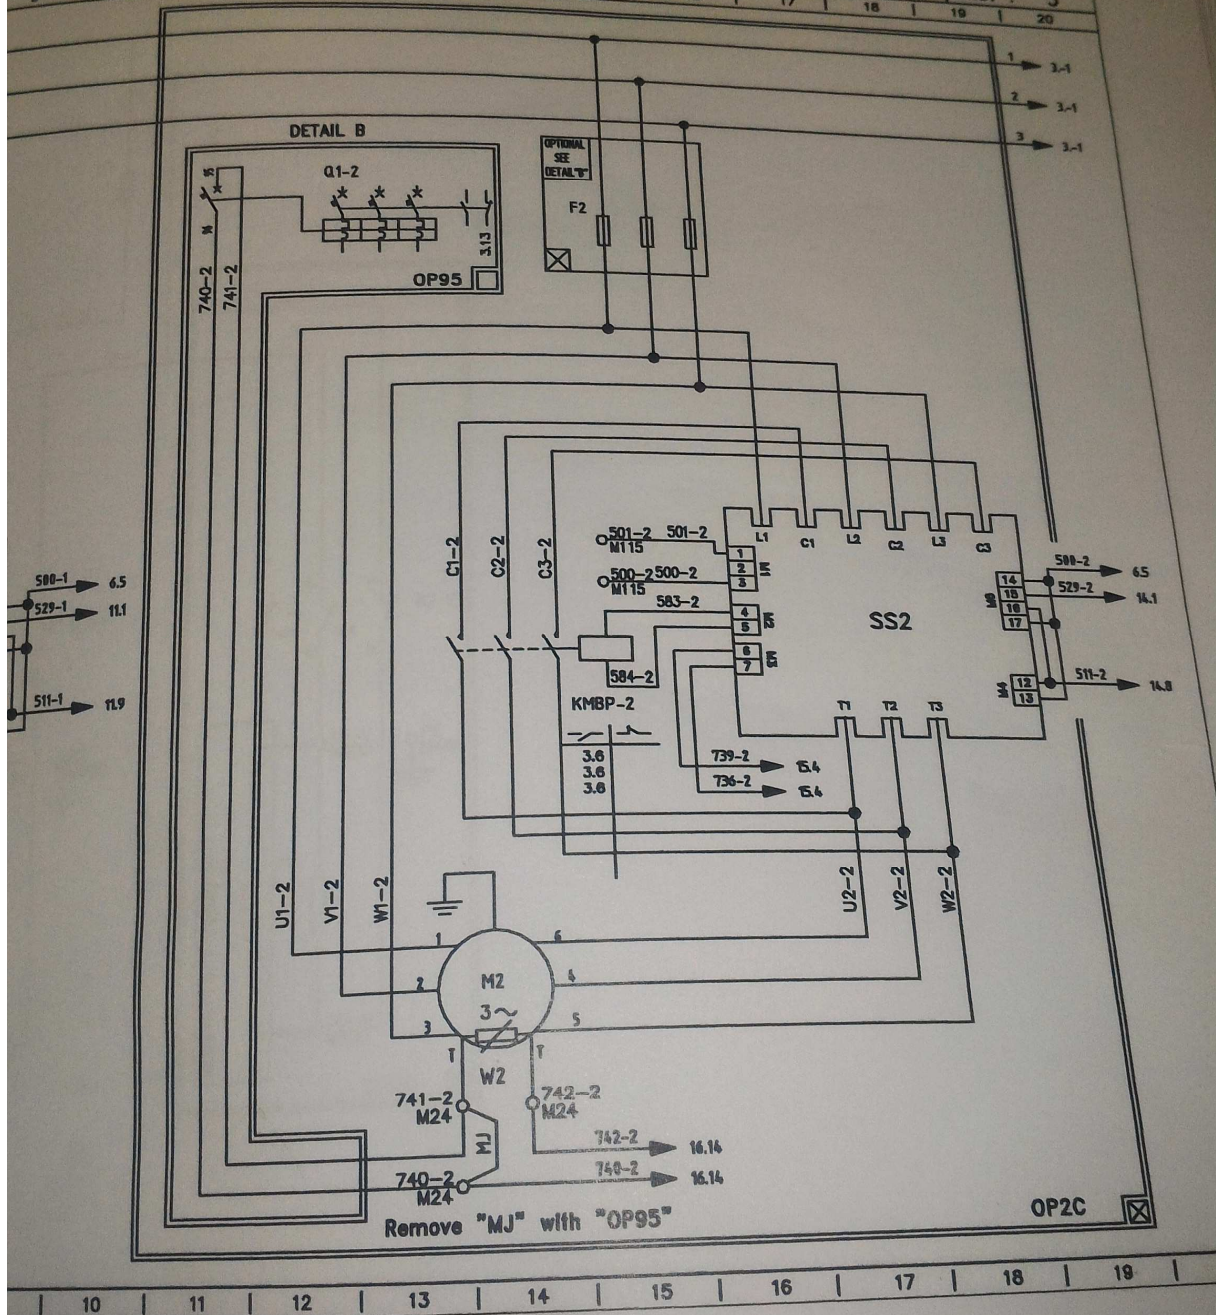 17 18 19 20
1 3.-1
2 3.-1
3 3.-1
DETAIL B
95
Q1-2
96
740-2
741-2
3.13
OP95
OPTIONAL
SEE
DETAIL "B"
F2
L1 C1 L2 C2 L3 C3
C1-2
C2-2
C3-2
501-2 501-2
M115
500-2 500-2
M115
583-2
584-2
1
2
3
4
5
6
7
SS2
14
15
16
17
12
13
M4
500-1 6.5
529-1 11.1
511-1 11.9
500-2 6.5
529-2 14.1
511-2 14.8
KMBP-2
3.6
3.6
3.6
T1 T2 T3
739-2 15.4
736-2 15.4
U1-2
V1-2
W1-2
U2-2
V2-2
W2-2
1 6
2 M2 4
3 3~ 5
T T
W2
741-2
M24
742-2
M24
MJ
742-2 16.14
740-2
M24
740-2 16.14
Remove "MJ" with "OP95"
OP2C
10 11 12 13 14 15 16 17 18 19